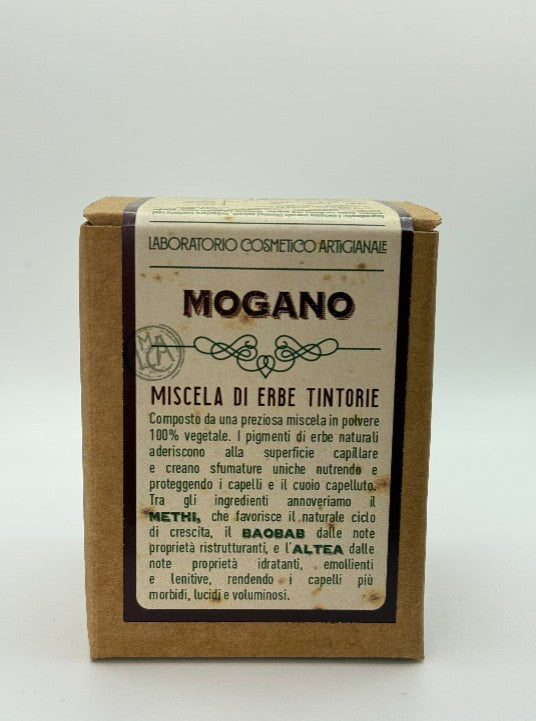 LABORATORIO COSMETICO ARTIGIANALE
MOGANO
MLCA
MISCELA DI ERBE TINTORIE
Composto da una preziosa miscela in polvere
100% vegetale. I pigmenti di erbe naturali
aderiscono alla superficie capillare
e creano sfumature uniche nutrendo e
proteggendo i capelli e il cuoio capelluto.
Tra gli ingredienti annoveriamo il
METHI, che favorisce il naturale ciclo
di crescita, il BAOBAB dalle note
proprietà ristrutturanti, e l'ALTEA dalle
note proprietà idratanti, emollienti
e lenitive, rendendo i capelli più
morbidi, lucidi e voluminosi.